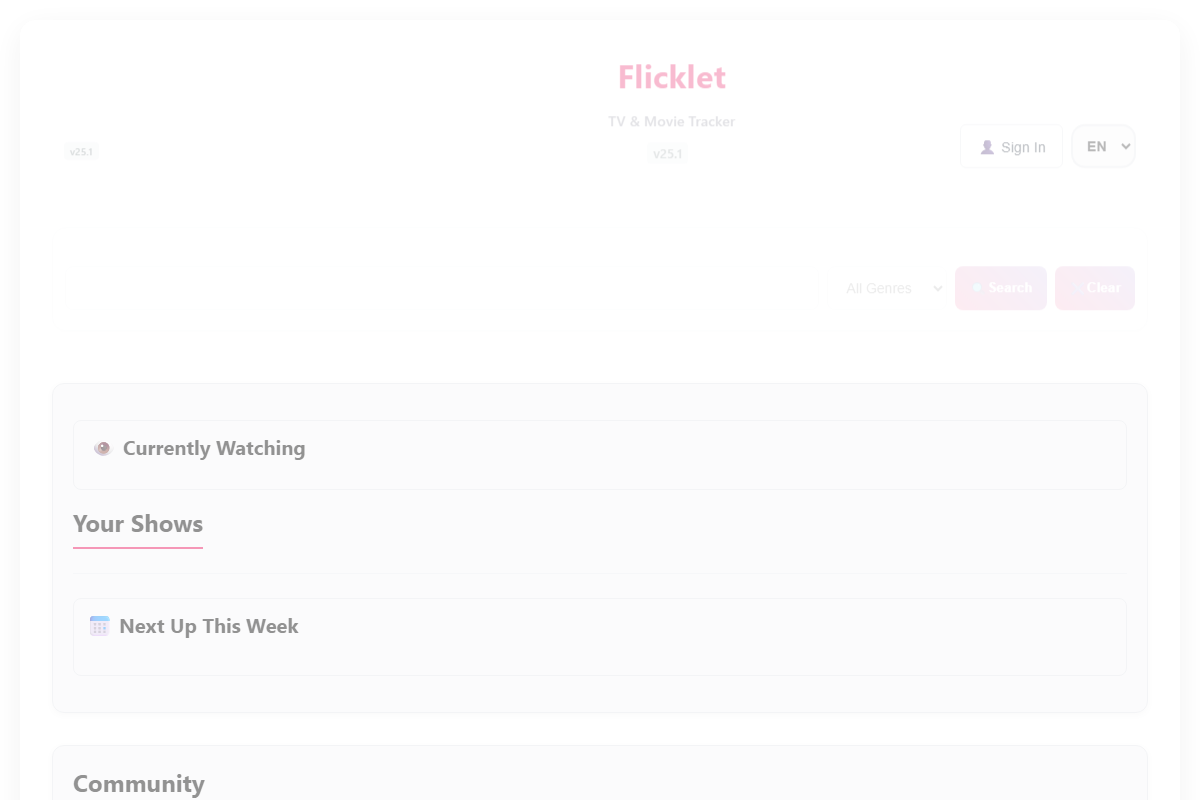 Flicklet
TV & Movie Tracker
v25.1
v25.1
Sign In
EN
All Genres
Search
Clear
Currently Watching
Your Shows
Next Up This Week
Community